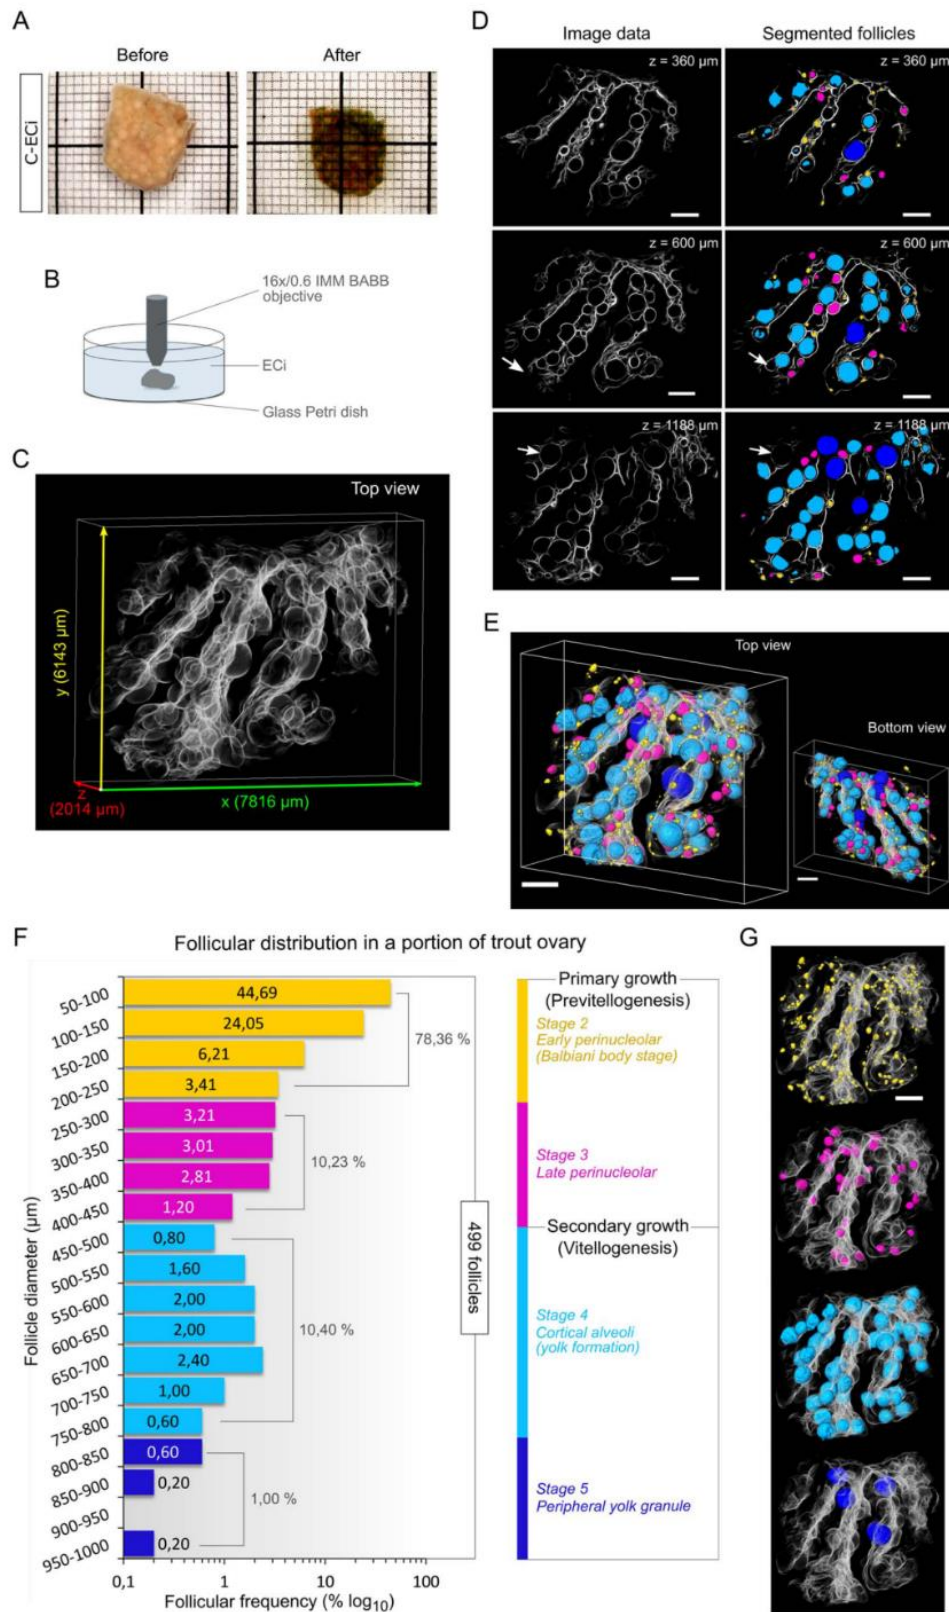 A
Before
After
C-ECi
B
16x/0.6 IMM BABB
objective
ECi
Glass Petri dish
C
Top view
y (6143 µm)
z
(2014 µm)
x (7816 µm)
D
Image data
Segmented follicles
z = 360 µm
z = 360 µm
z = 600 µm
z = 600 µm
z = 1188 µm
z = 1188 µm
E
Top view
Bottom view
F
Follicular distribution in a portion of trout ovary
Follicle diameter (µm)
50-100
44,69
100-150
24,05
150-200
6,21
200-250
3,41
78,36 %
250-300
3,21
300-350
3,01
350-400
2,81
400-450
1,20
10,23 %
450-500
0,80
500-550
1,60
550-600
2,00
600-650
2,00
650-700
2,40
700-750
1,00
750-800
0,60
10,40 %
800-850
0,60
850-900
0,20
900-950
950-1000
0,20
1,00 %
0,1
1
10
100
Follicular frequency (% log10)
499 follicles
Primary growth
(Previtellogenesis)
Stage 2
Early perinucleolar
(Balbiani body stage)
Stage 3
Late perinucleolar
Secondary growth
(Vitellogenesis)
Stage 4
Cortical alveoli
(yolk formation)
Stage 5
Peripheral yolk granule
G